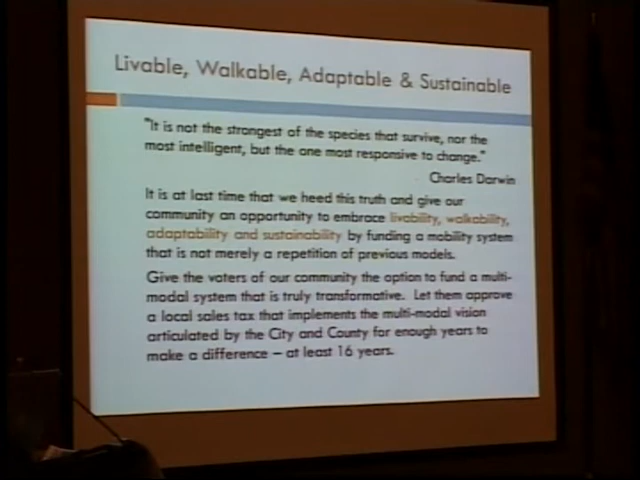 Livable, Walkable, Adaptable & Sustainable
"It is not the strongest of the species that survive, nor the
most intelligent, but the one most responsive to change."
Charles Darwin
It is at last time that we heed this truth and give our
community an opportunity to embrace livability, walkability,
adaptability and sustainability by funding a mobility system
that is not merely a repetition of previous models.
Give the voters of our community the option to fund a multi-
modal system that is truly transformative. Let them approve
a local sales tax that implements the multi-modal vision
articulated by the City and County for enough years to
make a difference – at least 16 years.